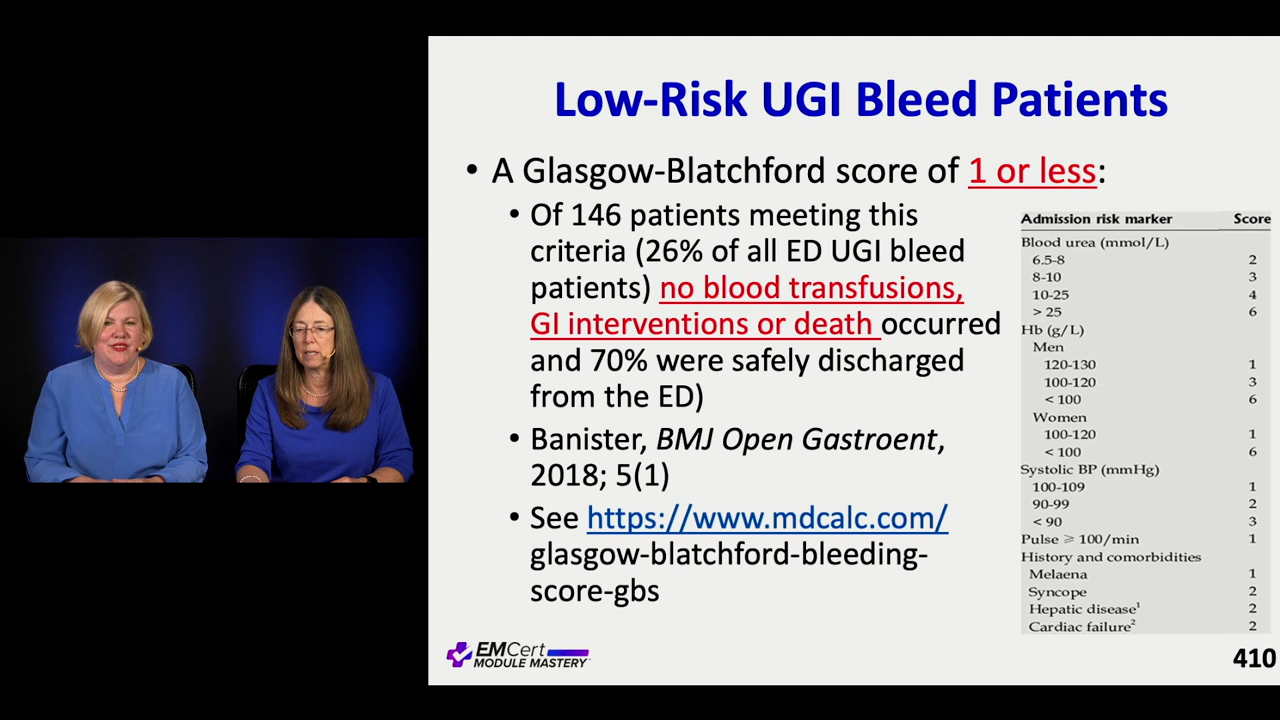 Low-Risk UGI Bleed Patients
• A Glasgow-Blatchford score of 1 or less:
• Of 146 patients meeting this
criteria (26% of all ED UGI bleed
patients) no blood transfusions,
GI interventions or death occurred
and 70% were safely discharged
from the ED)
• Banister, BMJ Open Gastroent,
2018; 5(1)
• See https://www.mdcalc.com/
glasgow-blatchford-bleeding-
score-gbs
Admission risk marker Score
Blood urea (mmol/L)
6.5-8 2
8-10 3
10-25 4
> 25 6
Hb (g/L)
Men
120-130 1
100-120 3
< 100 6
Women
100-120 1
< 100 6
Systolic BP (mmHg)
100-109 1
90-99 2
< 90 3
Pulse ⩾ 100/min 1
History and comorbidities
Melaena 1
Syncope 2
Hepatic disease¹ 2
Cardiac failure² 2
EMCert
MODULE MASTERY
410